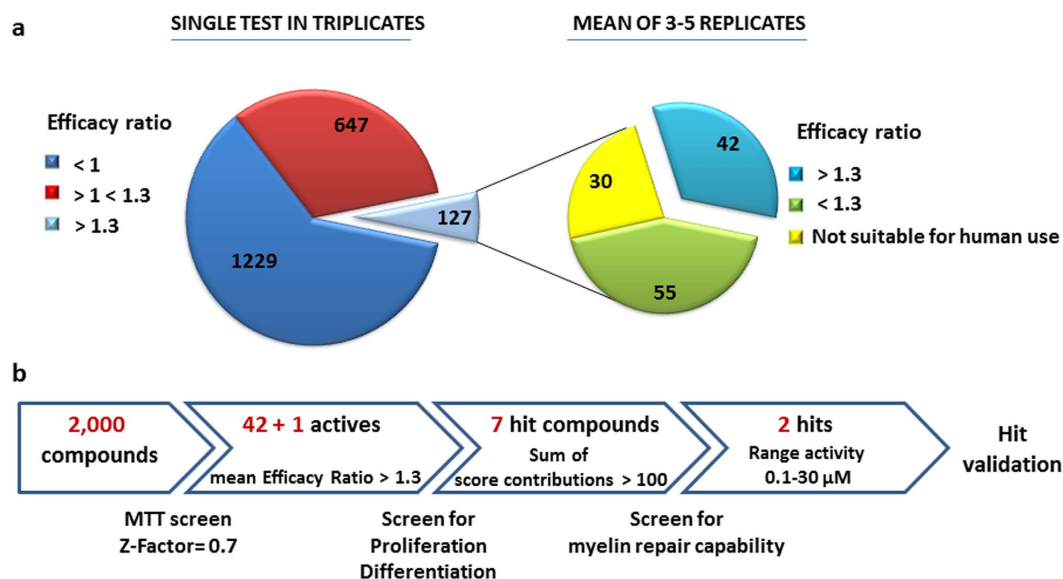 a
SINGLE TEST IN TRIPLICATES
MEAN OF 3-5 REPLICATES
Efficacy ratio
< 1
> 1 < 1.3
> 1.3
647
127
1229
42
30
55
Efficacy ratio
> 1.3
<1.3
Not suitable for human use
b
2,000
compounds
42 + 1 actives
mean Efficacy Ratio > 1.3
7 hit compounds
Sum of
score contributions > 100
2 hits
Range activity
0.1-30 µM
Hit
validation
MTT screen
Z-Factor= 0.7
Screen for
Proliferation
Differentiation
Screen for
myelin repair capability